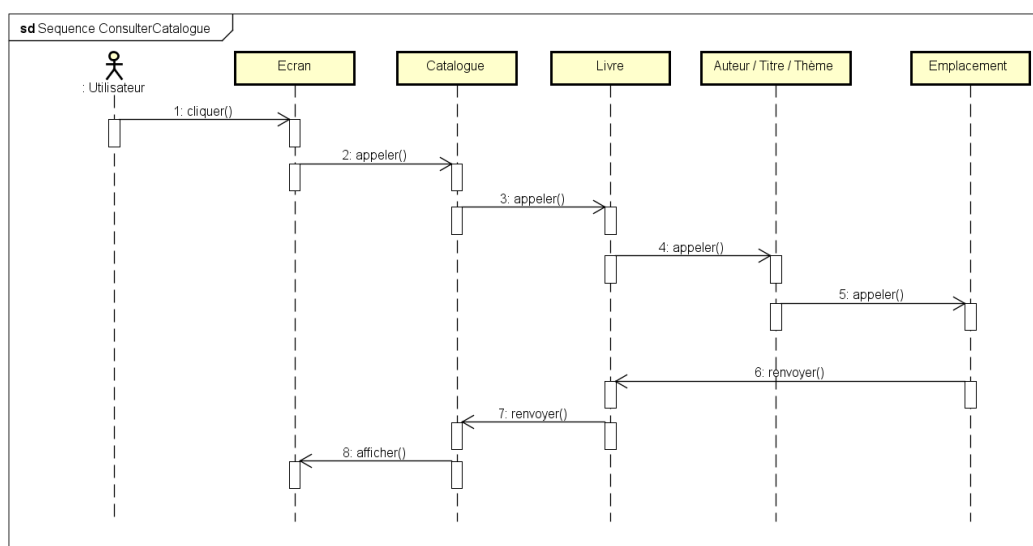 sd Sequence ConsulterCatalogue
: Utilisateur
Ecran
Catalogue
Livre
Auteur / Titre / Thème
Emplacement
1: cliquer()
2: appeler()
3: appeler()
4: appeler()
5: appeler()
6: renvoyer()
7: renvoyer()
8: afficher()